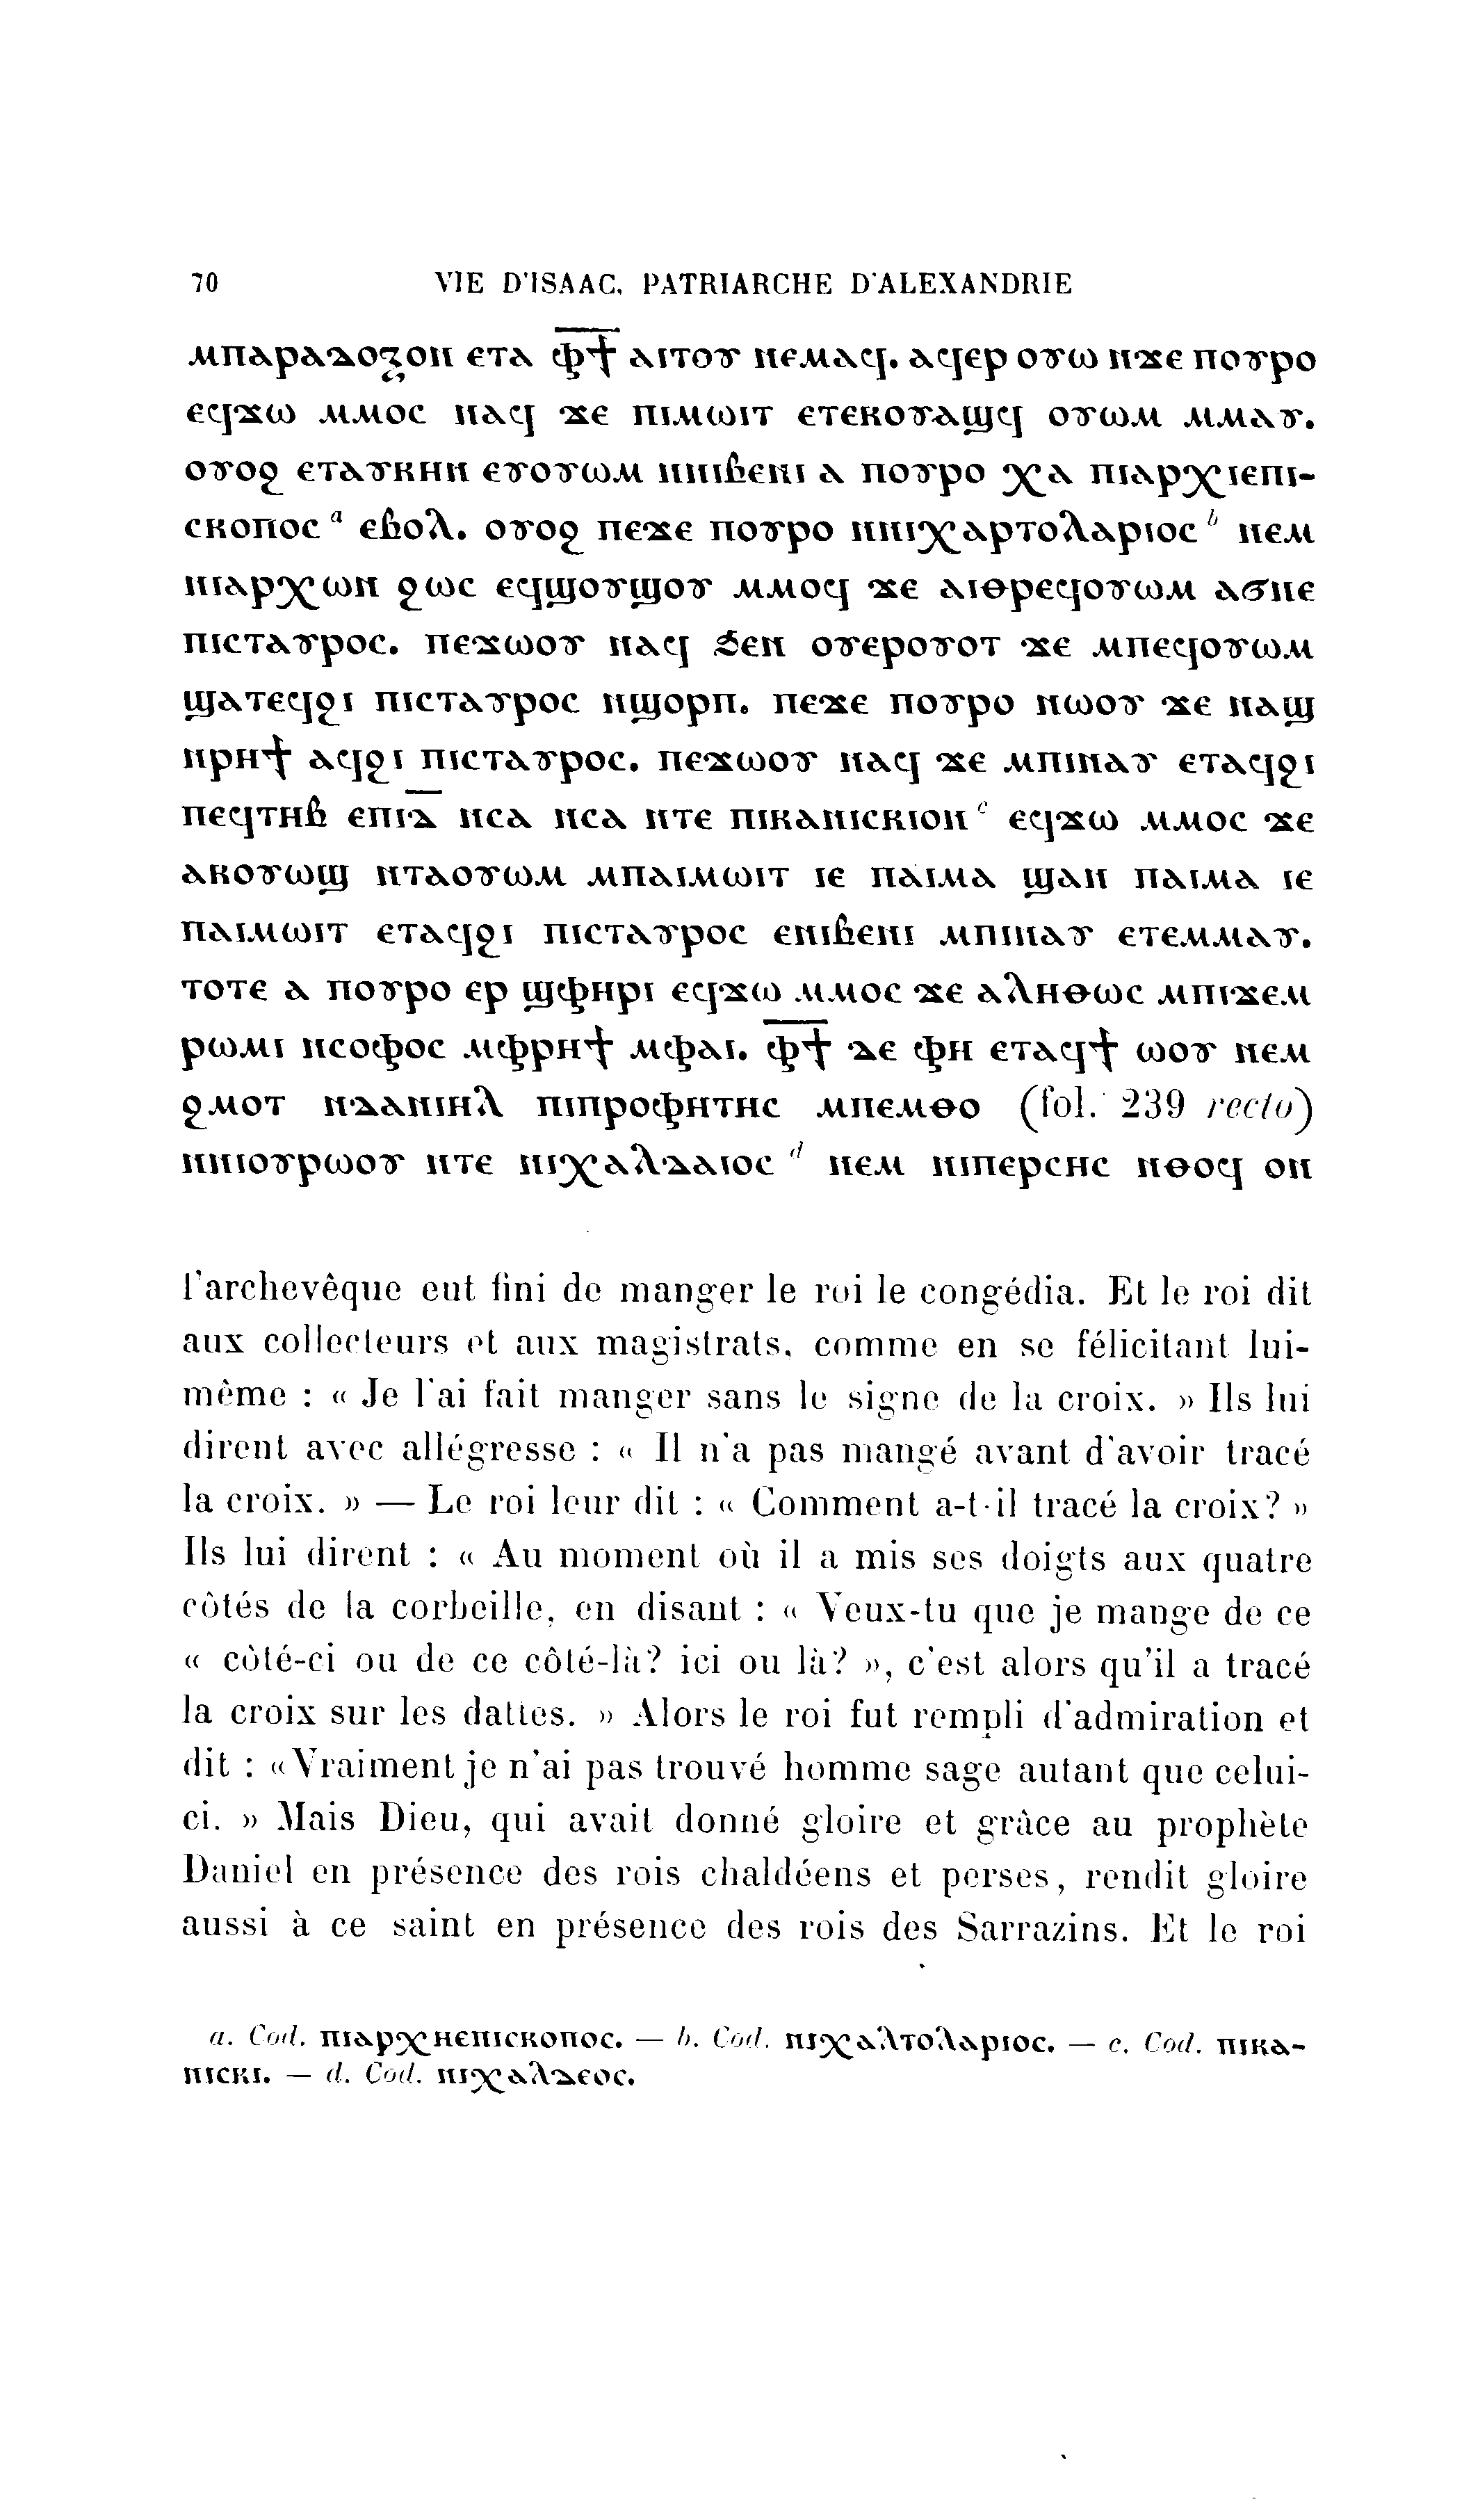 70 VIE D'ISAAC, PATRIARCHE D'ALEXANDRIE
ⲙⲡⲁⲣⲁⲇⲟⲝⲟⲛ ⲉⲧⲁ ⲫ̅ϯ̅ ⲁⲓⲧⲟⲩ ⲛⲉⲙⲁϥ. ⲁϥⲉⲣ ⲟⲩⲱ ⲛϫⲉ ⲡⲟⲩⲣⲟ
ⲉϥϫⲱ ⲙⲙⲟⲥ ⲛⲁϥ ϫⲉ ⲡⲓⲙⲱⲓⲧ ⲉⲧⲉⲕⲟⲩⲁϣϥ ⲟⲩⲱⲙ ⲙⲙⲁⲩ.
ⲟⲩⲟϩ ⲉⲧⲁⲩⲕⲏⲛ ⲉⲩⲟⲩⲱⲙ ⲛⲛⲓⲃⲉⲛⲓ ⲁ ⲡⲟⲩⲣⲟ ⲭⲁ ⲡⲓⲁⲣⲭⲓⲉⲡⲓ-
ⲥⲕⲟⲡⲟⲥ a ⲉⲃⲟⲗ. ⲟⲩⲟϩ ⲡⲉϫⲉ ⲡⲟⲩⲣⲟ ⲛⲛⲓⲭⲁⲣⲧⲟⲗⲁⲣⲓⲟⲥ b ⲛⲉⲙ
ⲛⲓⲁⲣⲭⲱⲛ ϩⲱⲥ ⲉϥϣⲟⲩϣⲟⲩ ⲙⲙⲟϥ ϫⲉ ⲁⲓⲑⲣⲉϥⲟⲩⲱⲙ ⲁϭⲛⲉ
ⲡⲓⲥⲧⲁⲩⲣⲟⲥ. ⲡⲉϫⲱⲟⲩ ⲛⲁϥ ϧⲉⲛ ⲟⲩⲉⲣⲟⲩⲟⲧ ϫⲉ ⲙⲡⲉϥⲟⲩⲱⲙ
ϣⲁⲧⲉϥϩⲓ ⲡⲓⲥⲧⲁⲩⲣⲟⲥ ⲛϣⲟⲣⲡ. ⲡⲉϫⲉ ⲡⲟⲩⲣⲟ ⲛⲱⲟⲩ ϫⲉ ⲛⲁϣ
ⲛⲣⲏϯ ⲁϥϩⲓ ⲡⲓⲥⲧⲁⲩⲣⲟⲥ. ⲡⲉϫⲱⲟⲩ ⲛⲁϥ ϫⲉ ⲙⲡⲓⲛⲁⲩ ⲉⲧⲁϥϩⲓ
ⲡⲉϥⲧⲏⲃ ⲉⲡⲓⲇ̅ ⲛⲥⲁ ⲛⲥⲁ ⲛⲧⲉ ⲡⲓⲕⲁⲛⲓⲥⲕⲓⲟⲛ c ⲉϥϫⲱ ⲙⲙⲟⲥ ϫⲉ
ⲁⲕⲟⲩⲱϣ ⲛⲧⲁⲟⲩⲱⲙ ⲙⲡⲁⲓⲙⲱⲓⲧ ⲓⲉ ⲡⲁⲓⲙⲁ ϣⲁⲛ ⲡⲁⲓⲙⲁ ⲓⲉ
ⲡⲁⲓⲙⲱⲓⲧ ⲉⲧⲁϥϩⲓ ⲡⲓⲥⲧⲁⲩⲣⲟⲥ ⲉⲛⲓⲃⲉⲛⲓ ⲙⲡⲓⲛⲁⲩ ⲉⲧⲉⲙⲙⲁⲩ.
ⲧⲟⲧⲉ ⲁ ⲡⲟⲩⲣⲟ ⲉⲣ ϣⲫⲏⲣⲓ ⲉϥϫⲱ ⲙⲙⲟⲥ ϫⲉ ⲁⲗⲏⲑⲱⲥ ⲙⲡⲓϫⲉⲙ
ⲣⲱⲙⲓ ⲛⲥⲟⲫⲟⲥ ⲙⲫⲣⲏϯ ⲙⲫⲁⲓ. ⲫ̅ϯ̅ ⲇⲉ ⲫⲏ ⲉⲧⲁϥϯ ⲱⲟⲩ ⲛⲉⲙ
ϩⲙⲟⲧ ⲛⲇⲁⲛⲓⲏⲗ ⲡⲓⲡⲣⲟⲫⲏⲧⲏⲥ ⲙⲡⲉⲙⲑⲟ (fol. 239 recto)
ⲛⲛⲓⲟⲩⲣⲱⲟⲩ ⲛⲧⲉ ⲛⲓⲭⲁⲗⲇⲁⲓⲟⲥ d ⲛⲉⲙ ⲛⲓⲡⲉⲣⲥⲏⲥ ⲛⲑⲟϥ ⲟⲛ
l'archevêque eut fini de manger le roi le congédia. Et le roi dit
aux collecteurs et aux magistrats, comme en se félicitant lui-
même : « Je l'ai fait manger sans le signe de la croix. » Ils lui
dirent avec allégresse : « Il n'a pas mangé avant d'avoir tracé
la croix. » — Le roi leur dit : « Comment a-t-il tracé la croix? »
Ils lui dirent : « Au moment où il a mis ses doigts aux quatre
côtés de la corbeille, en disant : « Veux-tu que je mange de ce
« côté-ci ou de ce côté-là? ici ou là? », c'est alors qu'il a tracé
la croix sur les dattes. » Alors le roi fut rempli d'admiration et
dit : « Vraiment je n'ai pas trouvé homme sage autant que celui-
ci. » Mais Dieu, qui avait donné gloire et grâce au prophète
Daniel en présence des rois chaldéens et perses, rendit gloire
aussi à ce saint en présence des rois des Sarrazins. Et le roi
a. Cod. ⲡⲓⲁⲣⲭⲏⲉⲡⲓⲥⲕⲟⲡⲟⲥ. — b. Cod. ⲛⲓⲭⲁⲗⲧⲟⲗⲁⲣⲓⲟⲥ. — c. Cod. ⲡⲓⲕⲁ-
ⲛⲓⲥⲕⲓ. — d. Cod. ⲛⲓⲭⲁⲗⲇⲉⲟⲥ.